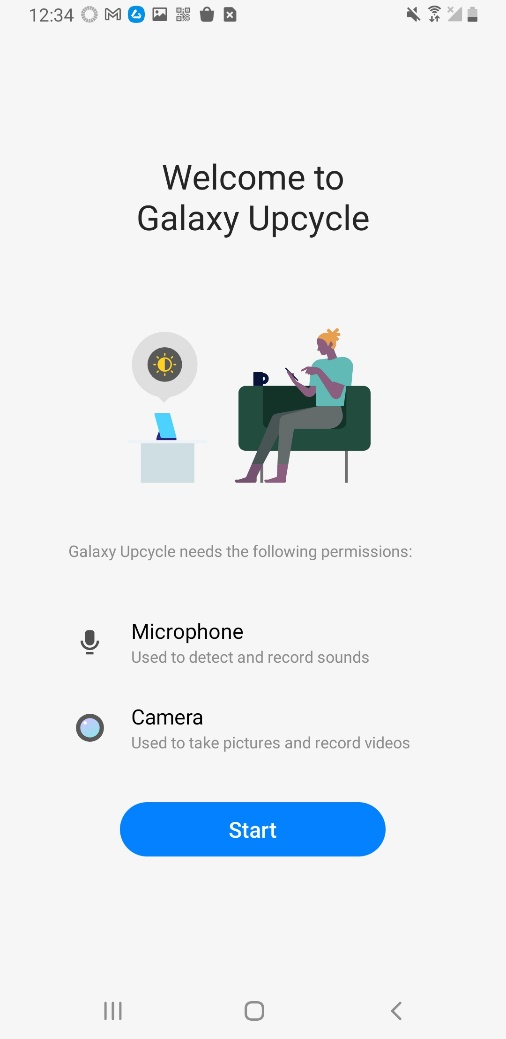 12:34
Welcome to
Galaxy Upcycle
Galaxy Upcycle needs the following permissions:
Microphone
Used to detect and record sounds
Camera
Used to take pictures and record videos
Start